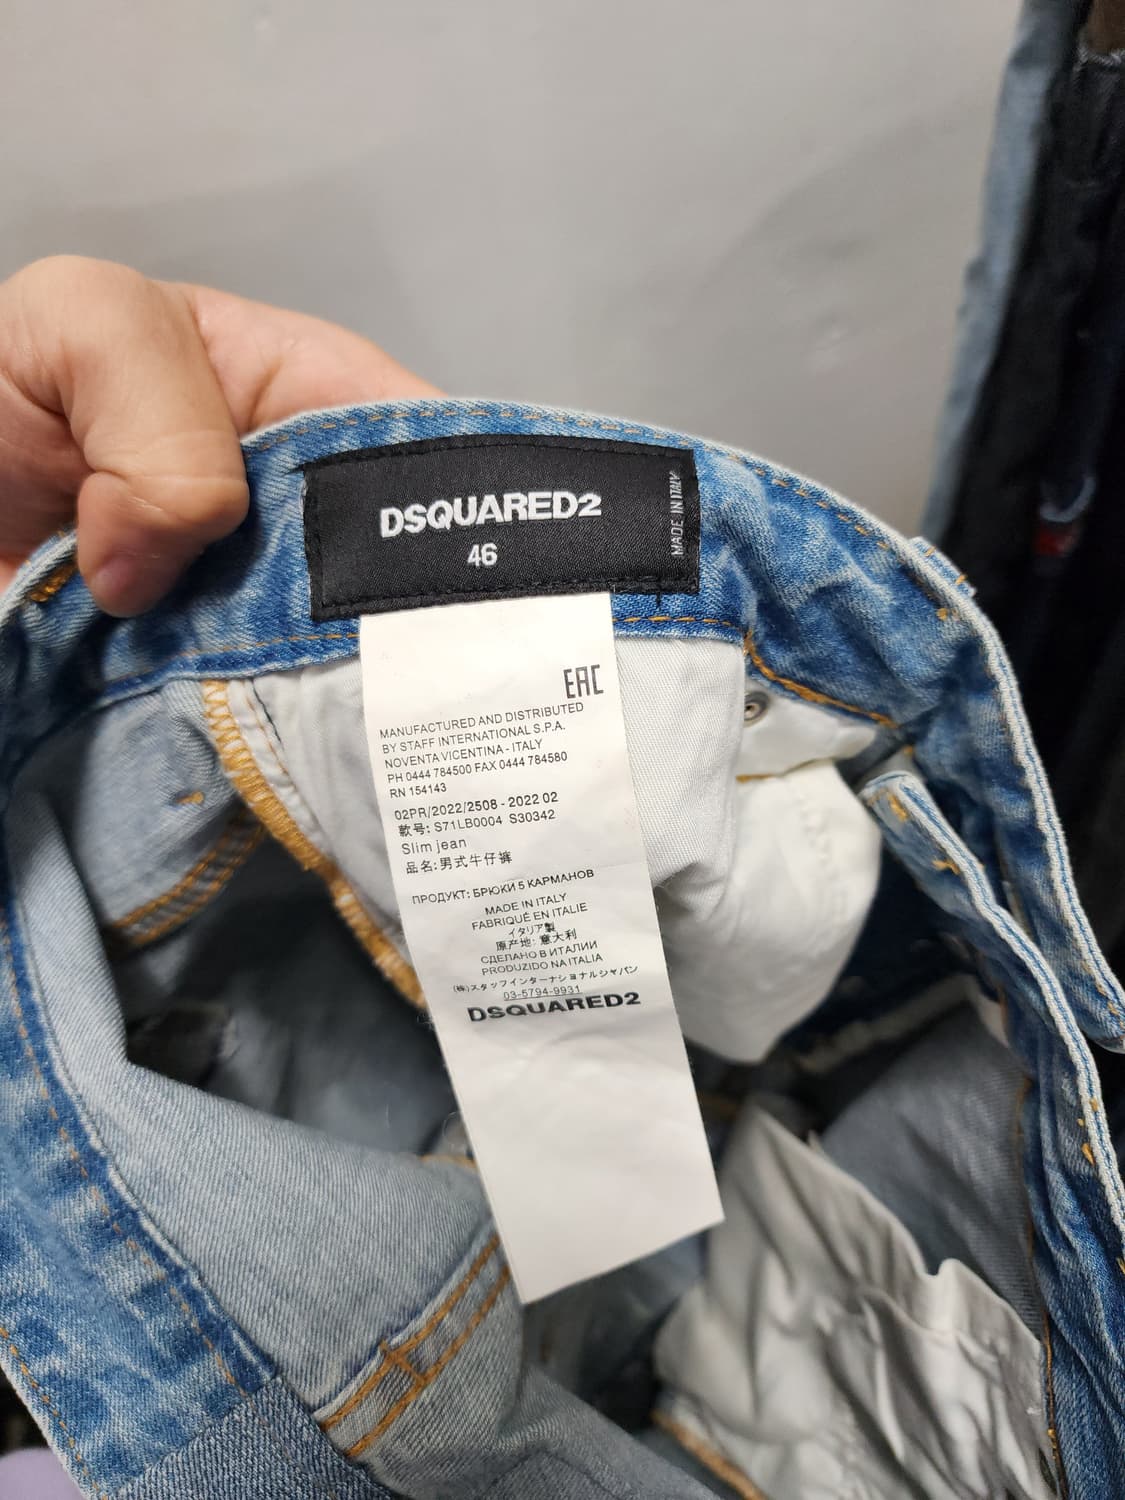 DSQUARED2
46
MADE IN ITALY
EAC
MANUFACTURED AND DISTRIBUTED
BY STAFF INTERNATIONAL S.P.A.
NOVENTA VICENTINA - ITALY
PH 0444 784500 FAX 0444 784580
RN 154143
02PR/2022/2508 - 2022 02
款号: S71LB0004 S30342
Slim jean
品名: 男式牛仔裤
ПРОДУКТ: БРЮКИ 5 КАРМАНОВ
MADE IN ITALY
FABRIQUÉ EN ITALIE
イタリア製
原产地: 意大利
СДЕЛАНО В ИТАЛИИ
PRODUZIDO NA ITALIA
(株)スタッフインターナショナルジャパン
03-5794-9931
DSQUARED2